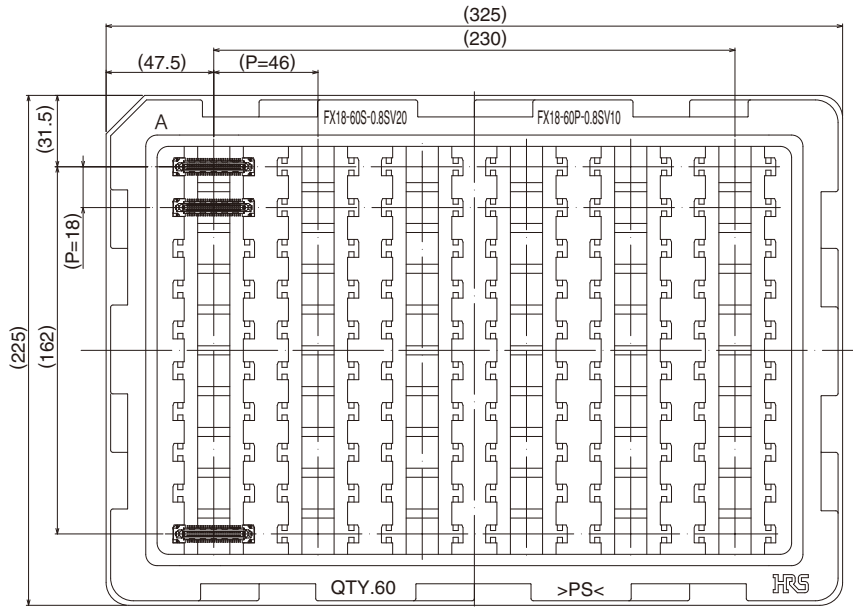 (325)
(230)
(47.5)
(P=46)
(31.5)
A
FX18-60S-0.8SV20
FX18-60P-0.8SV10
(P=18)
(162)
(225)
QTY.60
>PS<
HRS